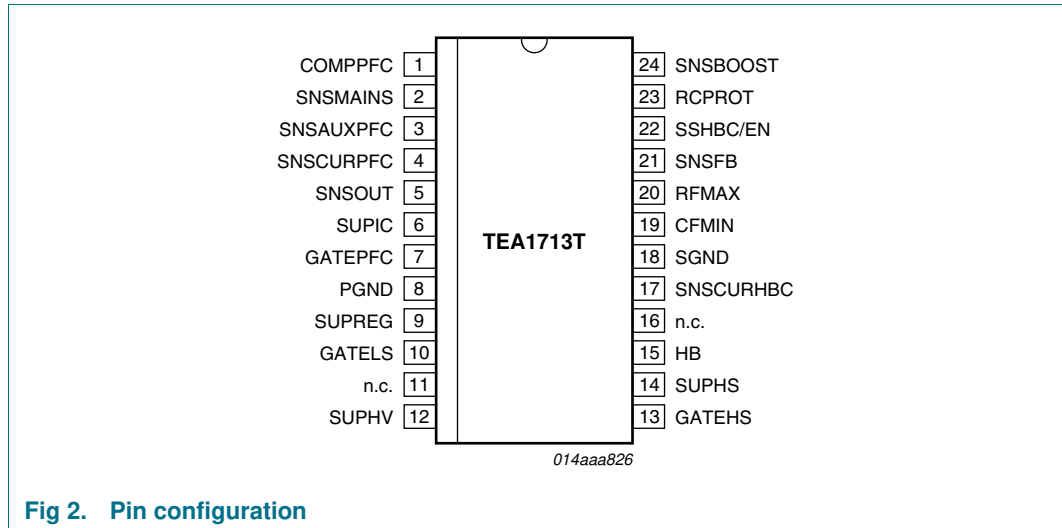 COMPPFC 1
SNSMAINS 2
SNSAUXPFC 3
SNSCURPFC 4
SNSOUT 5
SUPIC 6
GATEPFC 7
PGND 8
SUPREG 9
GATELS 10
n.c. 11
SUPHV 12
TEA1713T
24 SNSBOOST
23 RCPROT
22 SSHBC/EN
21 SNSFB
20 RFMAX
19 CFMIN
18 SGND
17 SNSCURHBC
16 n.c.
15 HB
14 SUPHS
13 GATEHS
014aaa826
Fig 2. Pin configuration